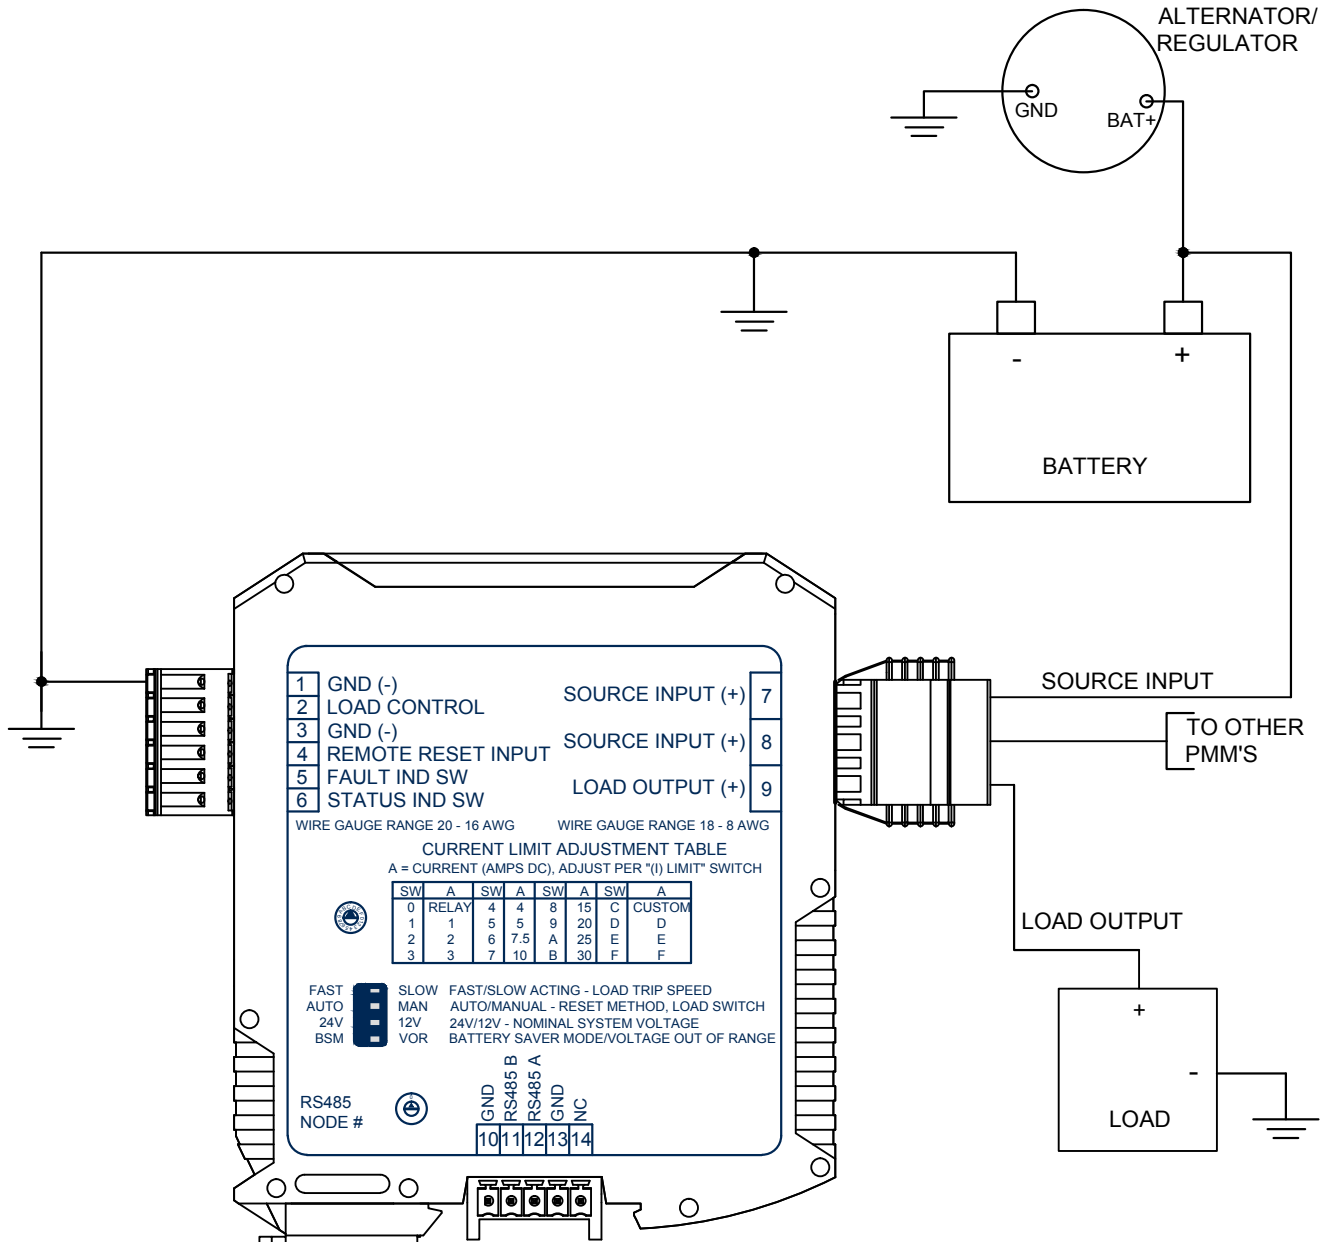 ALTERNATOR/
REGULATOR
GND
BAT+
-
+
BATTERY
1 GND (-)
2 LOAD CONTROL
3 GND (-)
4 REMOTE RESET INPUT
5 FAULT IND SW
6 STATUS IND SW
SOURCE INPUT (+) 7
SOURCE INPUT (+) 8
LOAD OUTPUT (+) 9
WIRE GAUGE RANGE 20 - 16 AWG
WIRE GAUGE RANGE 18 - 8 AWG
SOURCE INPUT
TO OTHER
PMM'S
LOAD OUTPUT
CURRENT LIMIT ADJUSTMENT TABLE
A = CURRENT (AMPS DC), ADJUST PER "(I) LIMIT" SWITCH
SW A SW A SW A SW A
0 RELAY 4 4 8 15 C CUSTOM
1 1 5 5 9 20 D D
2 2 6 7.5 A 25 E E
3 3 7 10 B 30 F F
FAST SLOW FAST/SLOW ACTING - LOAD TRIP SPEED
AUTO MAN AUTO/MANUAL - RESET METHOD, LOAD SWITCH
24V 12V 24V/12V - NOMINAL SYSTEM VOLTAGE
BSM VOR BATTERY SAVER MODE/VOLTAGE OUT OF RANGE
RS485
NODE #
GND
RS485 B
RS485 A
GND
NC
10 11 12 13 14
+
-
LOAD